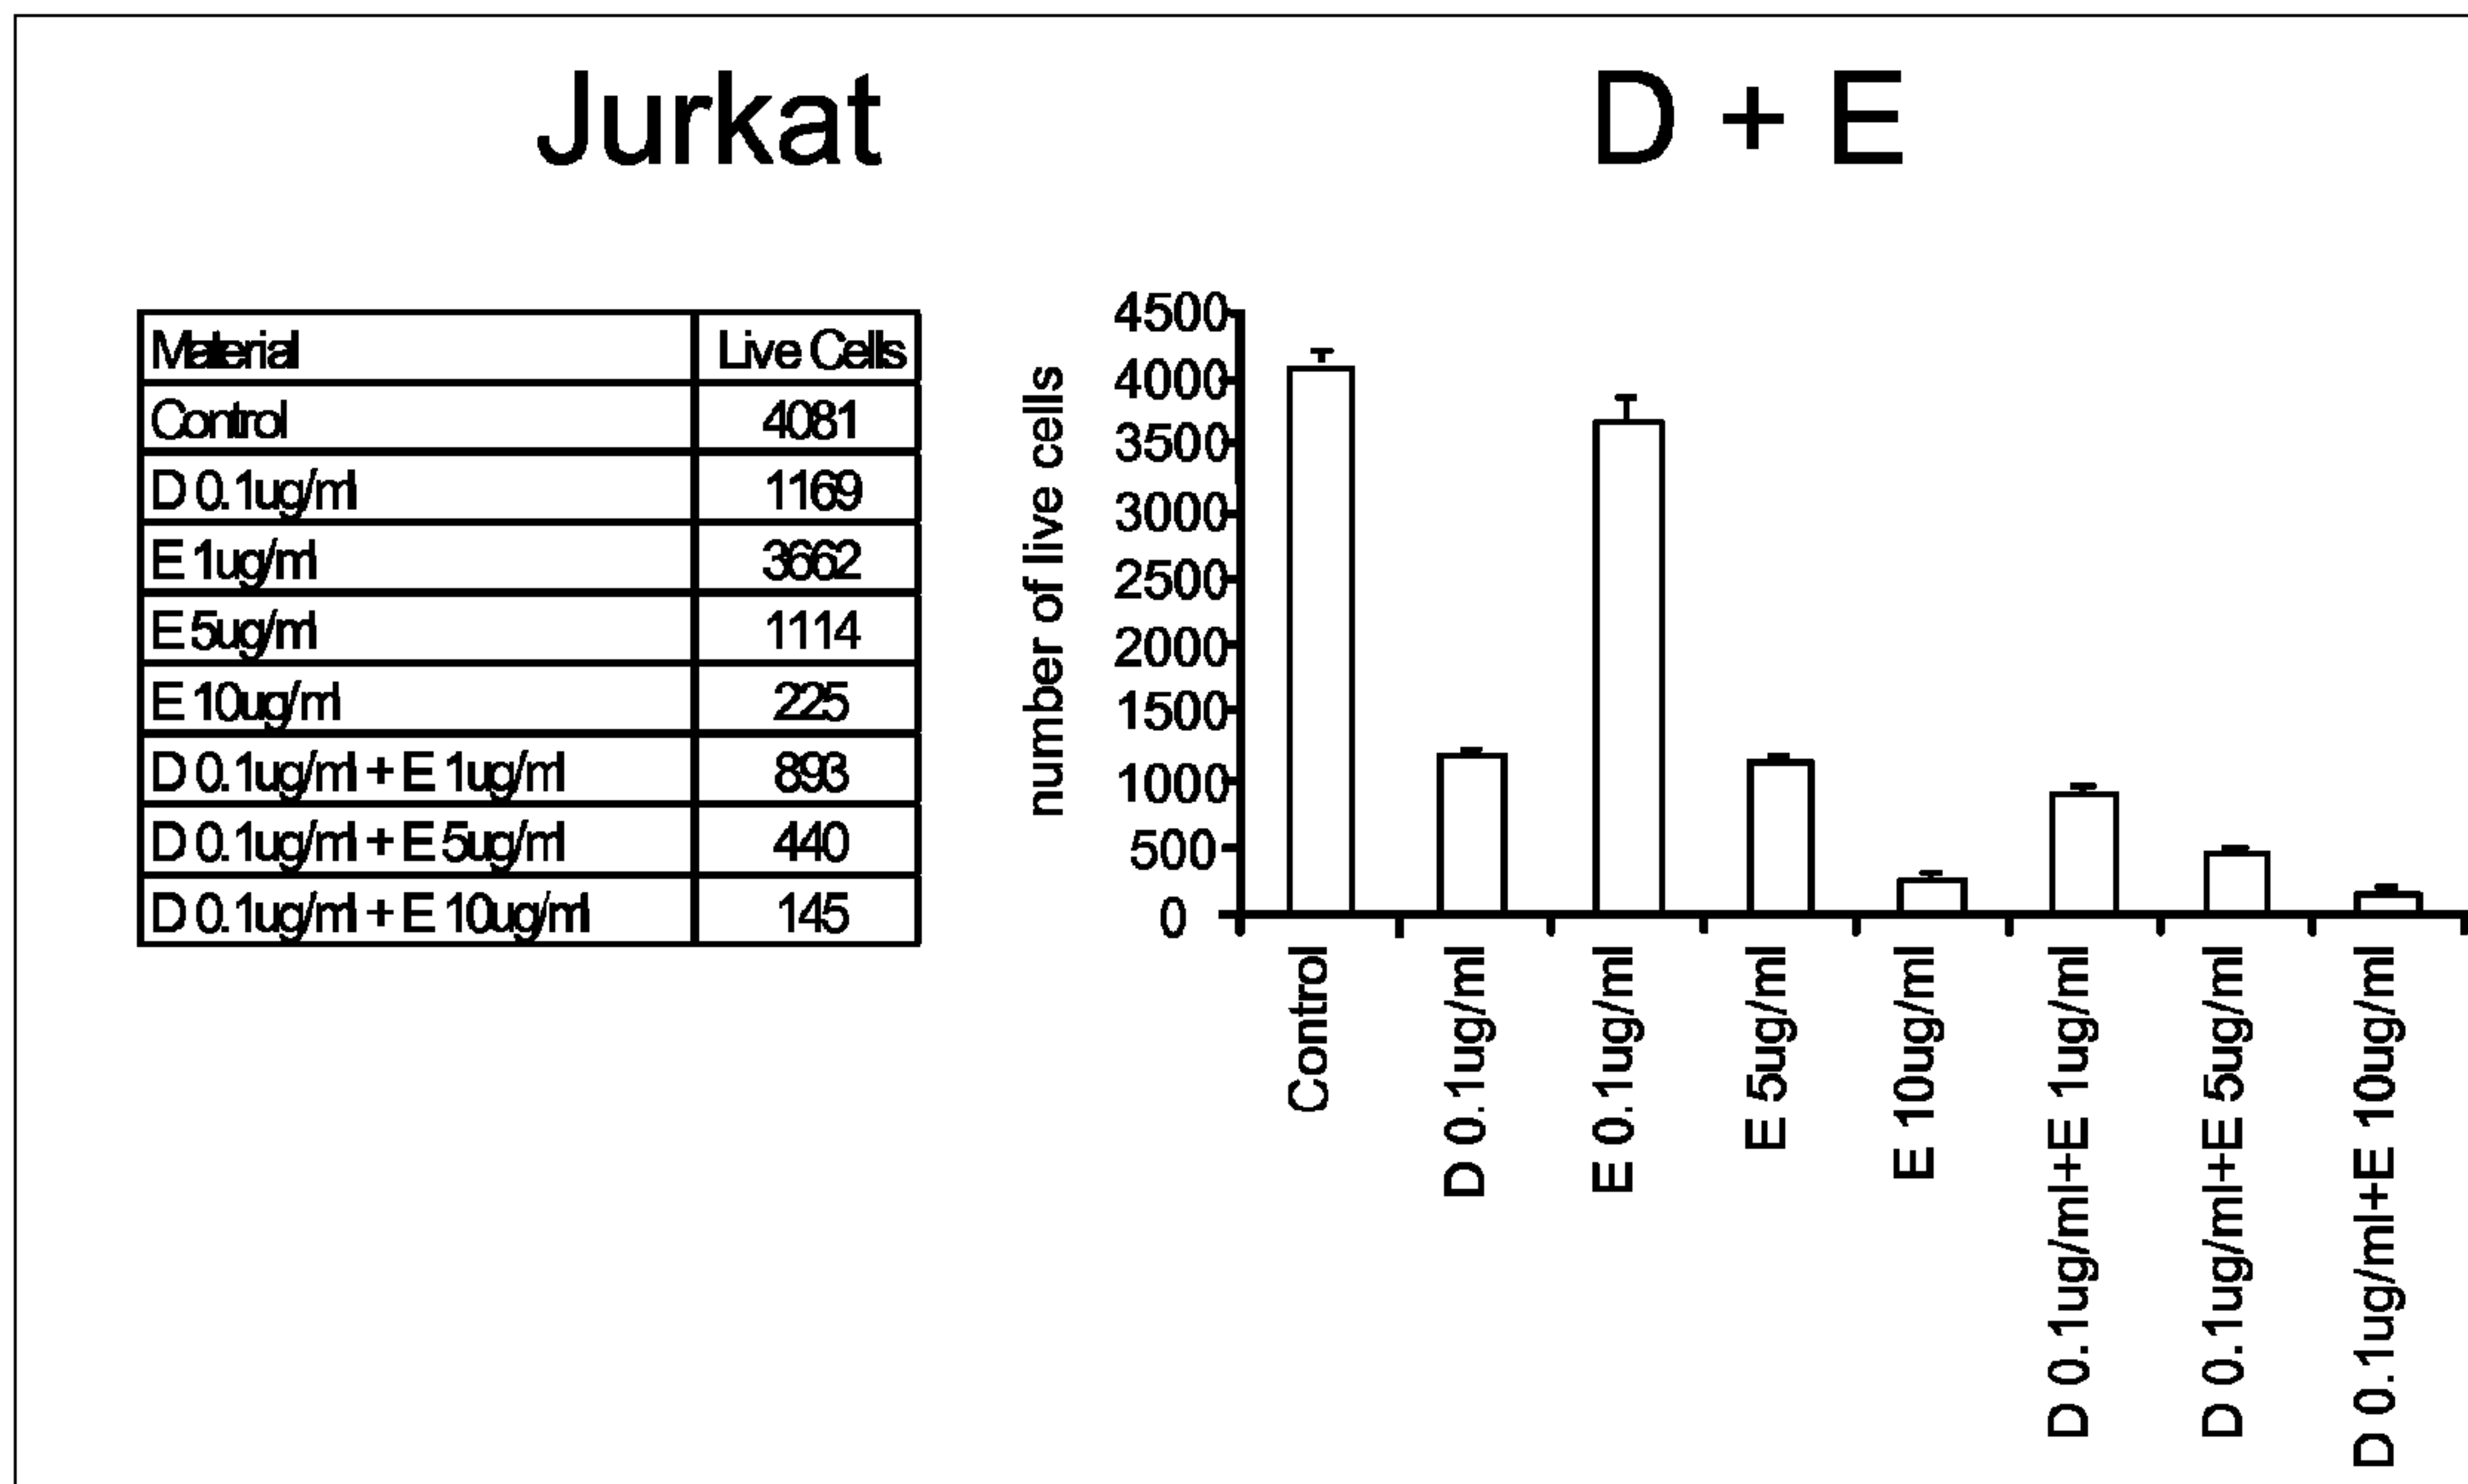 Jurkat
D + E
Material Live Cells
Control 4081
D 0.1ug/ml 1169
E 1ug/ml 3662
E 5ug/ml 1114
E 10ug/ml 225
D 0.1ug/ml + E 1ug/ml 893
D 0.1ug/ml + E 5ug/ml 440
D 0.1ug/ml + E 10ug/ml 145
number of live cells
4500
4000
3500
3000
2500
2000
1500
1000
500
0
Control
D 0.1ug/ml
E 0.1ug/ml
E 5ug/ml
E 10ug/ml
D 0.1ug/ml+E 1ug/ml
D 0.1ug/ml+E 5ug/ml
D 0.1ug/ml+E 10ug/ml